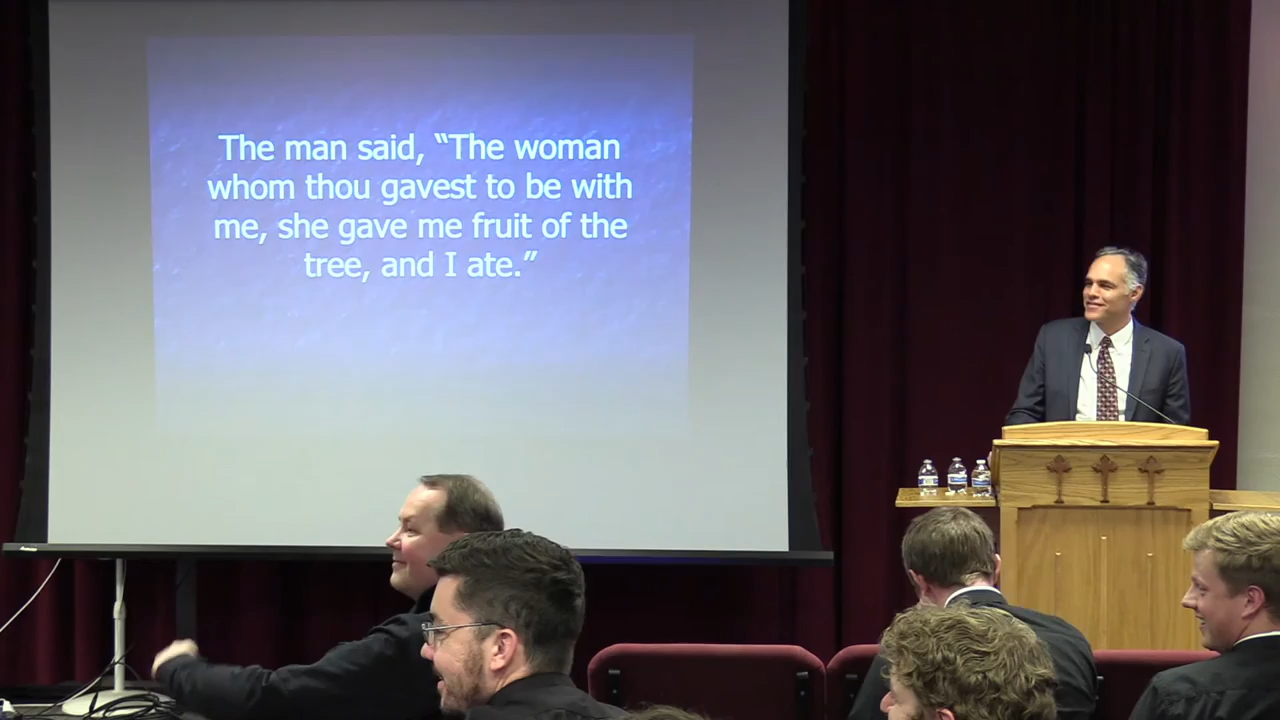 The man said, “The woman
whom thou gavest to be with
me, she gave me fruit of the
tree, and I ate.”